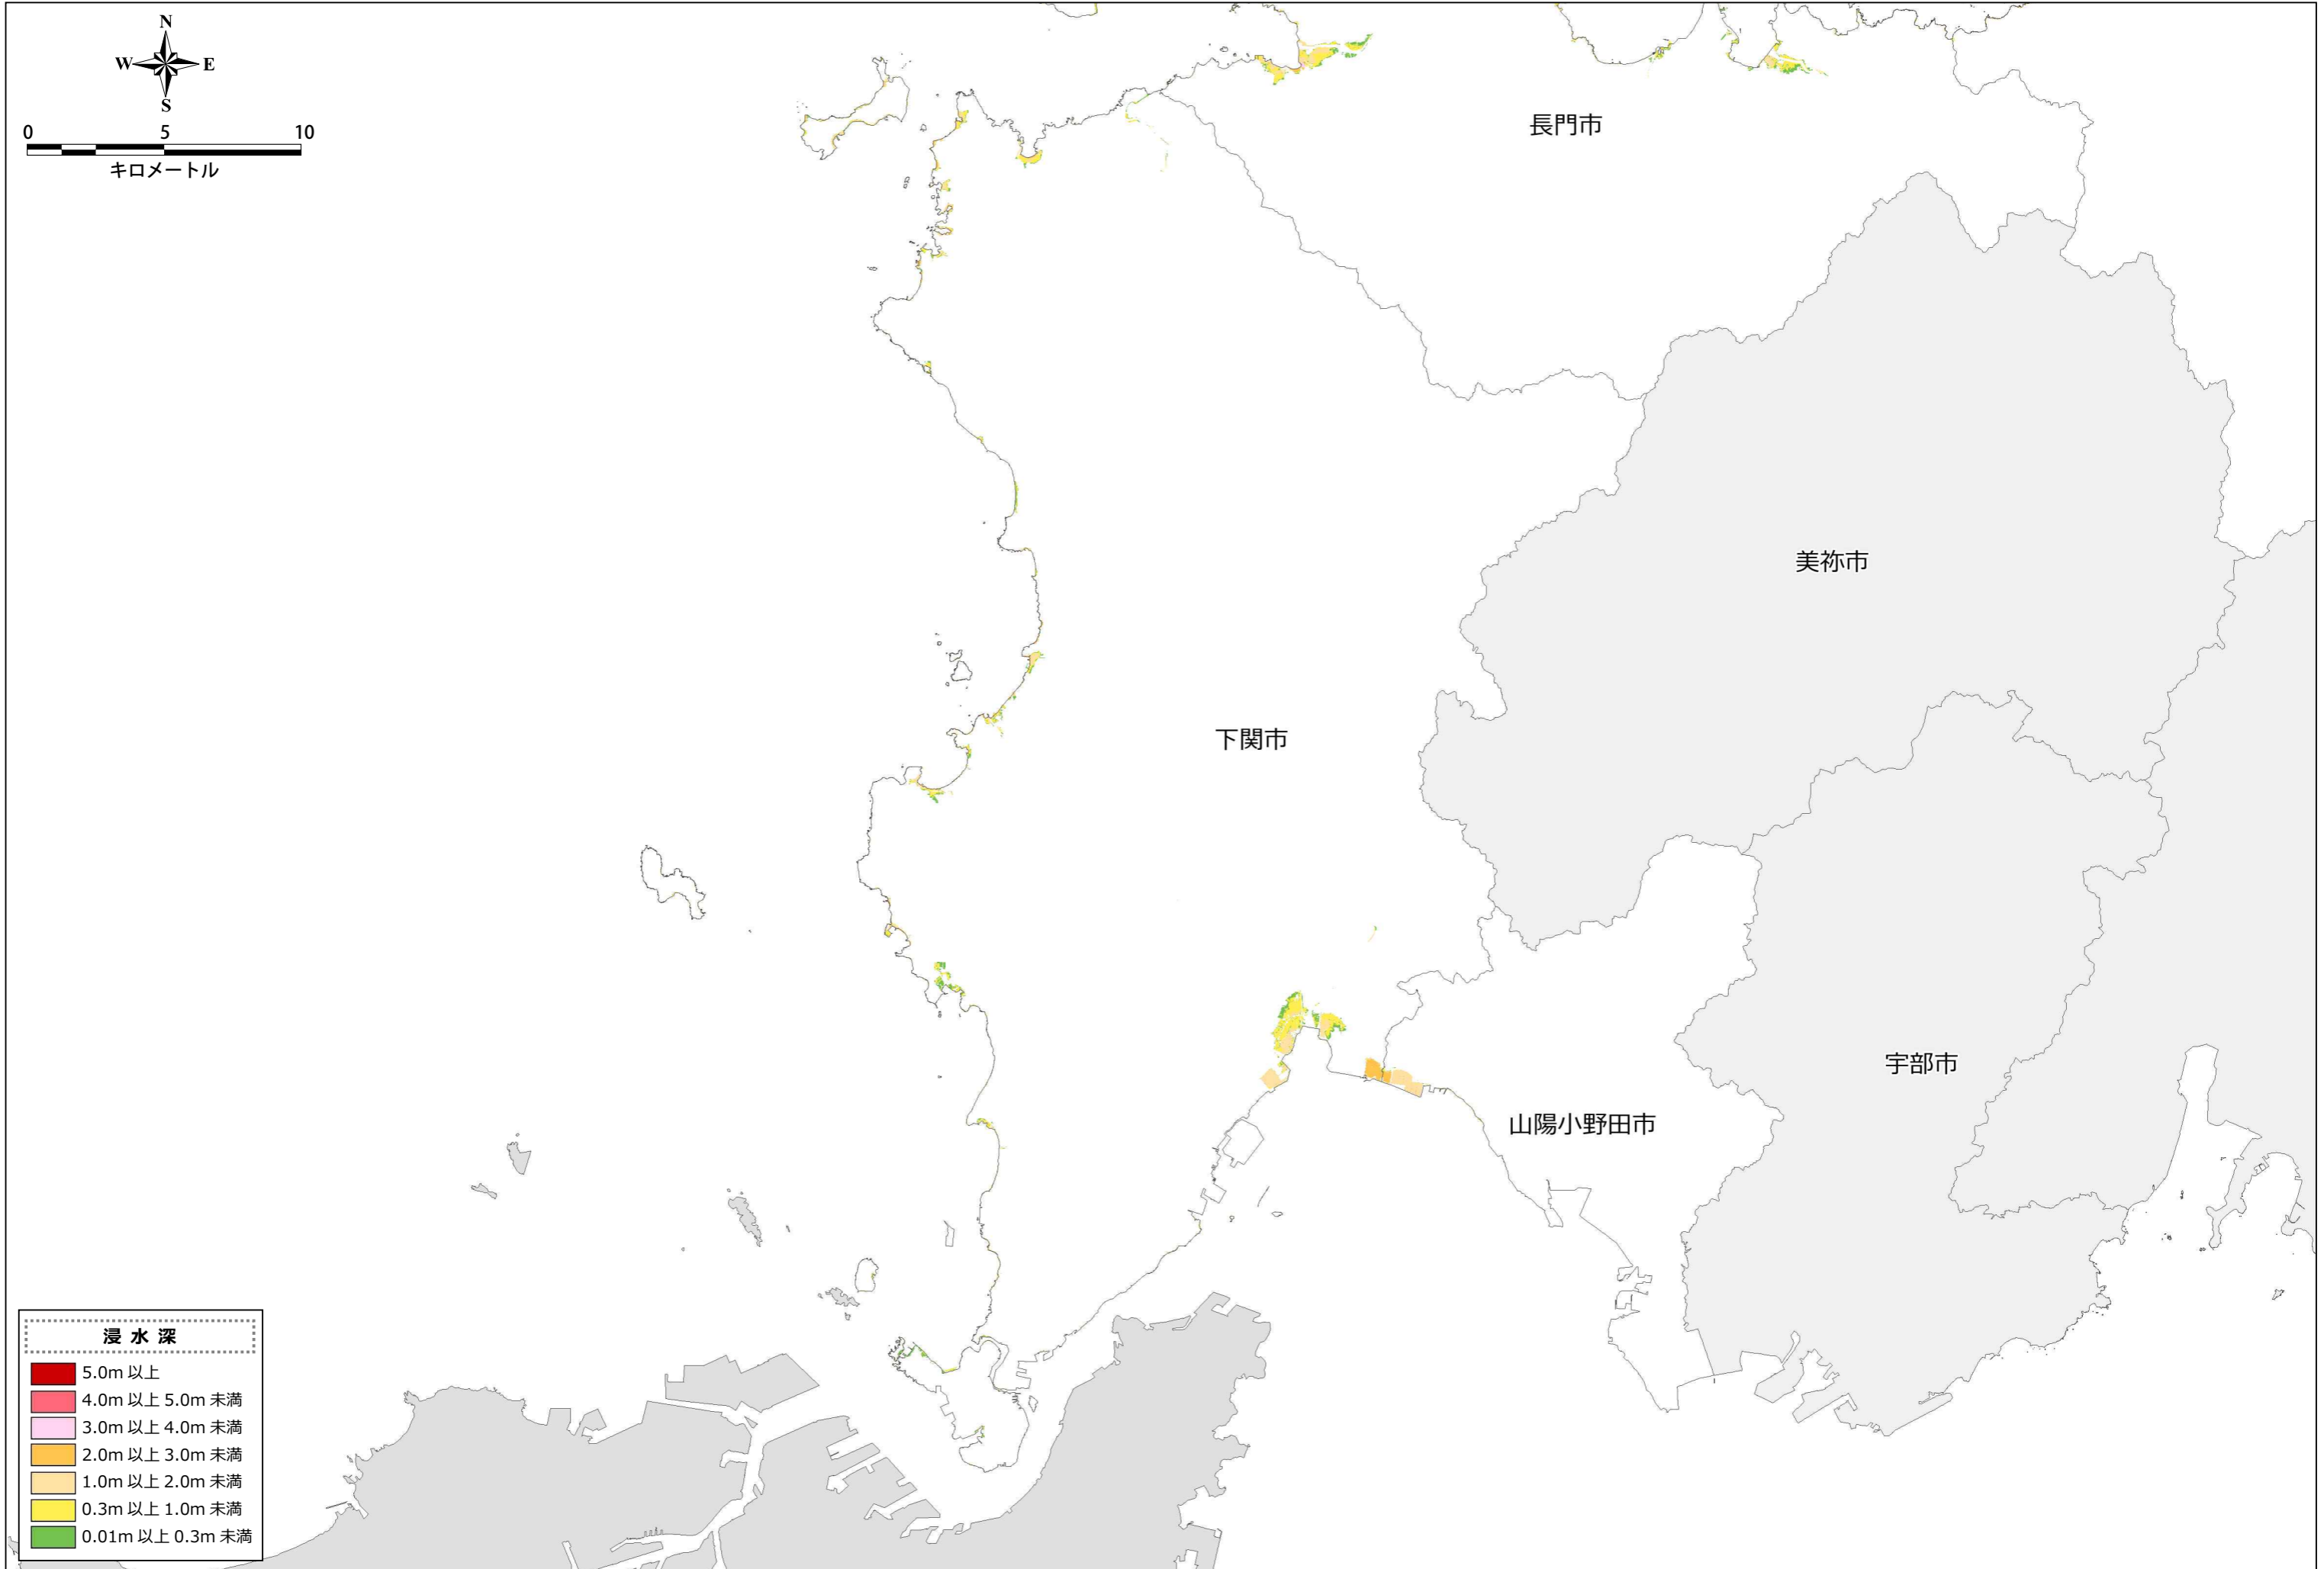 N
W E
S
0 5 10
キロメートル
長門市
美祢市
下関市
宇部市
山陽小野田市
浸水深
5.0m 以上
4.0m 以上 5.0m 未満
3.0m 以上 4.0m 未満
2.0m 以上 3.0m 未満
1.0m 以上 2.0m 未満
0.3m 以上 1.0m 未満
0.01m 以上 0.3m 未満